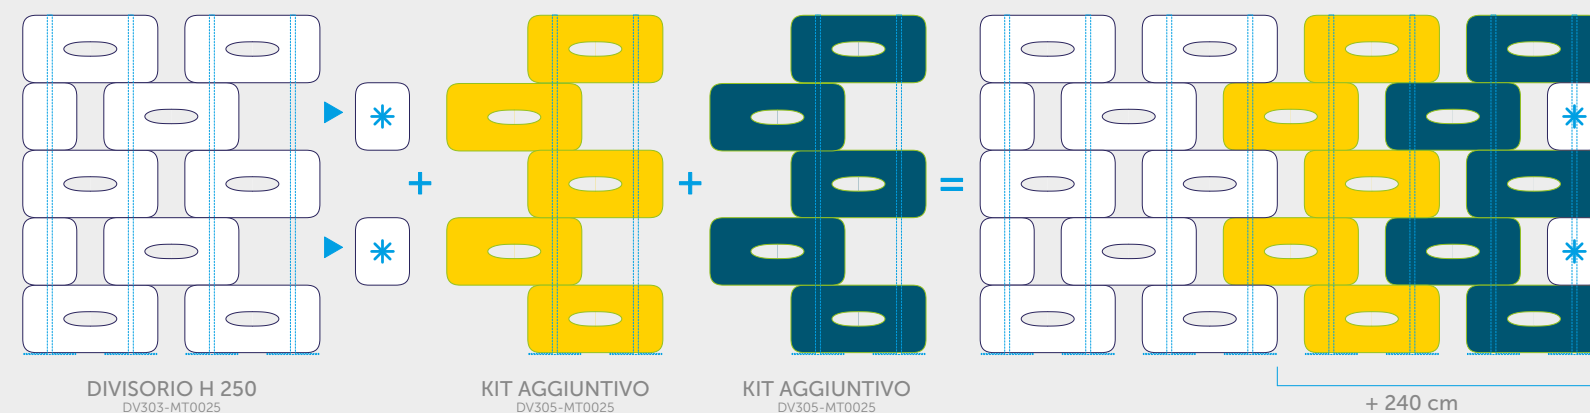 +
+
=
DIVISORIO H 250
DV303-MT0025
KIT AGGIUNTIVO
DV305-MT0025
KIT AGGIUNTIVO
DV305-MT0025
+ 240 cm